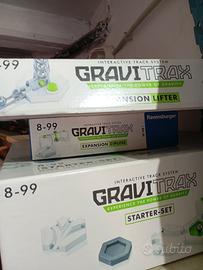 8-99
INTERACTIVE TRACK SYSTEM
GRAVITRAX
EXPANSION LIFTER
8-99
GRAVITRAX
EXPANSION
Ravensburger
8-99
INTERACTIVE TRACK SYSTEM
GRAVITRAX
EXPERIENCE THE POWER OF GRAVITY
STARTER-SET
subito